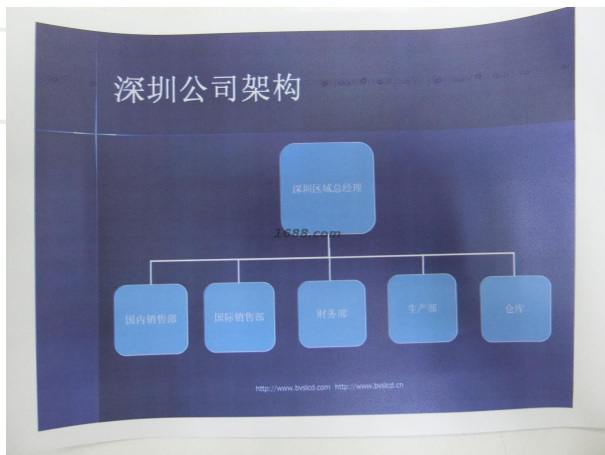 深圳公司架构
深圳区域总经理
1688.com
国内销售部 国际销售部 财务部 生产部 仓库
http://www.bvslcd.com http://www.bvslcd.cn